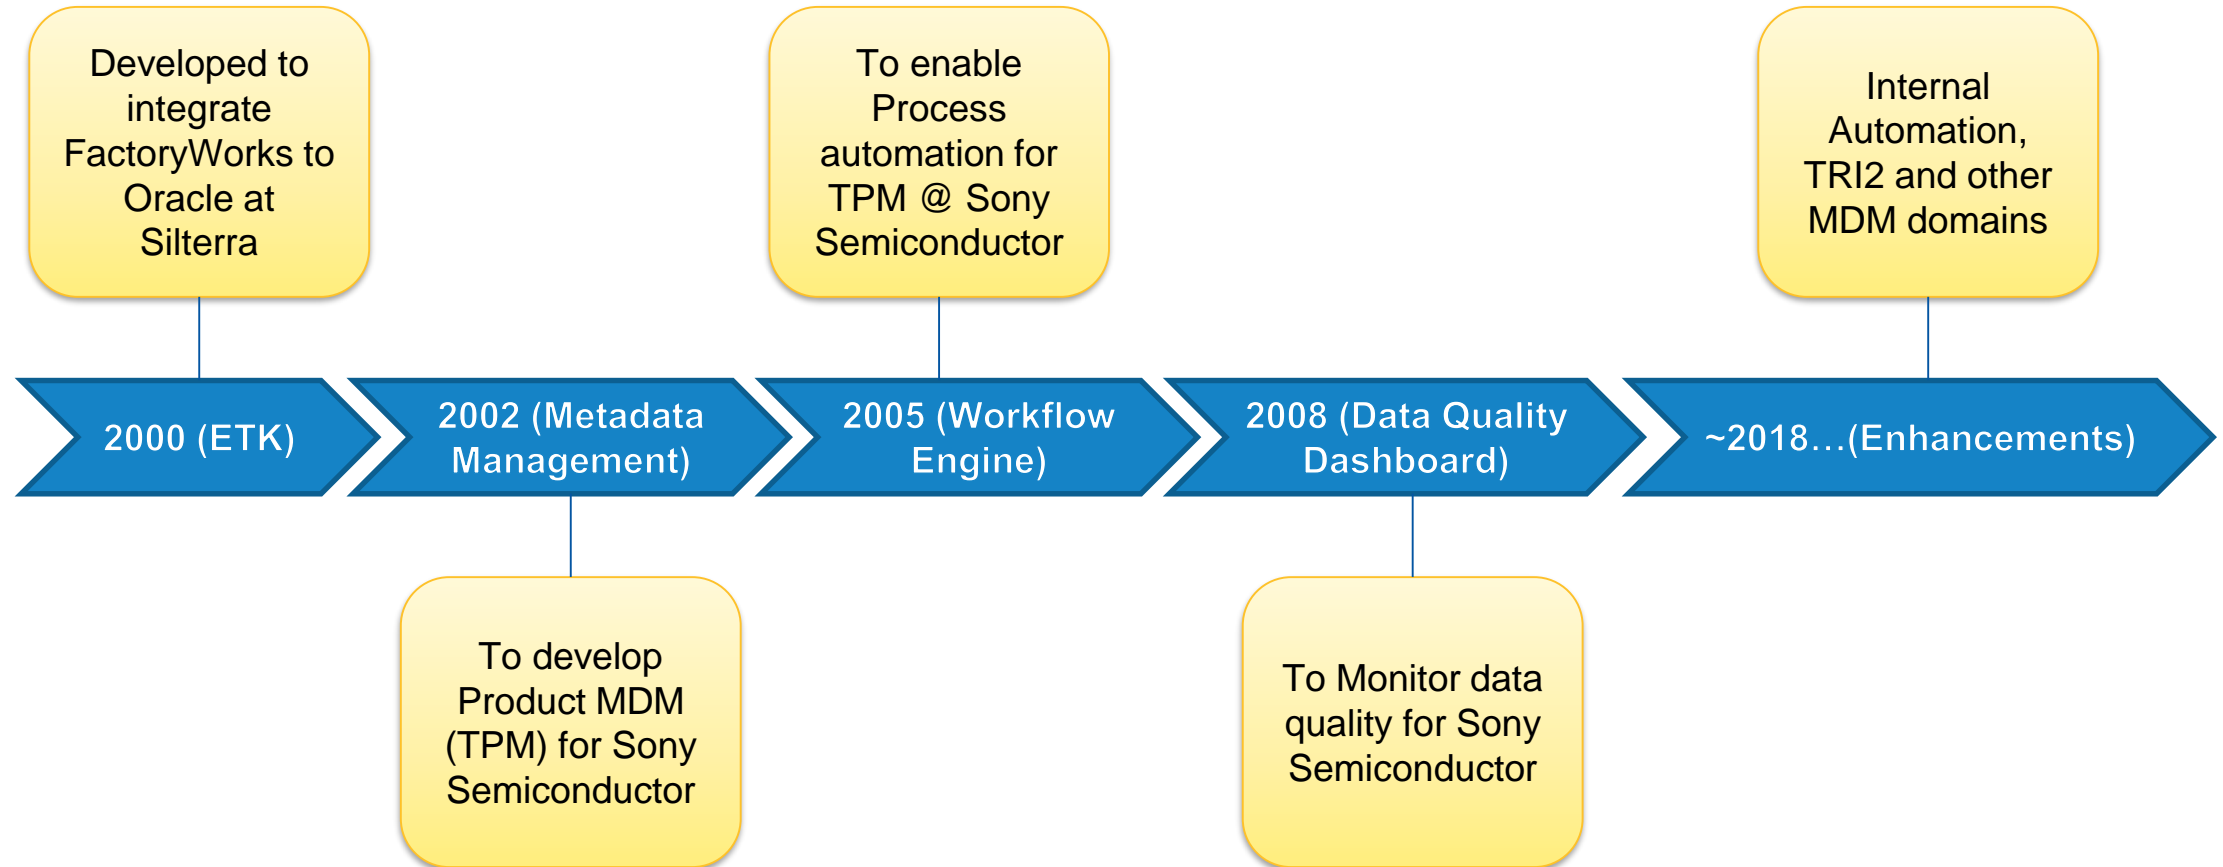 Developed to
integrate
FactoryWorks to
Oracle at
Silterra
To enable
Process
automation for
TPM @ Sony
Semiconductor
Internal
Automation,
TRI2 and other
MDM domains
2000 (ETK)
2002 (Metadata
Management)
2005 (Workflow
Engine)
2008 (Data Quality
Dashboard)
~2018...(Enhancements)
To develop
Product MDM
(TPM) for Sony
Semiconductor
To Monitor data
quality for Sony
Semiconductor